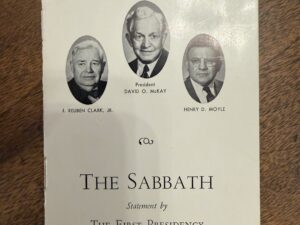 President
DAVID O. McKAY
J. REUBEN CLARK, JR.
HENRY D. MOYLE
THE SABBATH
Statement by
THE FIRST PRESIDENCY